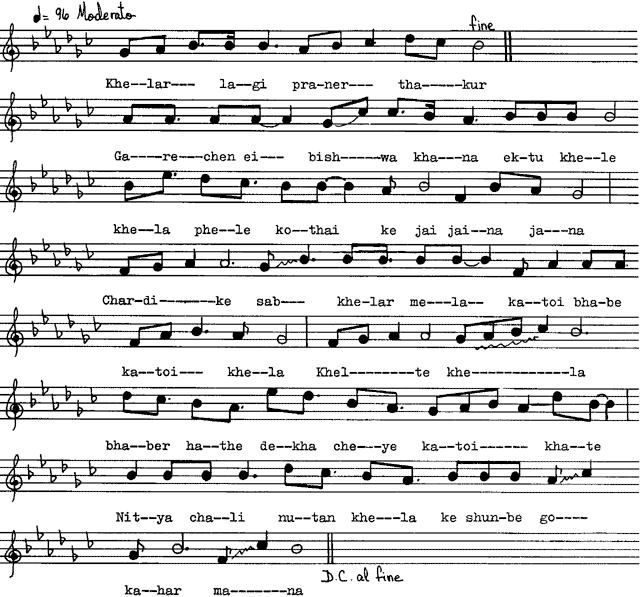 ♩= 96 Moderato
fine
Khe--lar--- la--gi pra-ner--- tha-----kur
Ga----re---chen ei--- bish-----wa kha---na ek-tu khe--le
khe--la phe--le ko--thai ke jai jai--na ja---na
Char-di-------ke sab--- khe-lar me---la-- ka--toi bha-be
ka--toi--- khe--la Khel--------te khe------------la
bha--ber ha--the de--kha che---ye ka--toi------ kha--te
Nit--ya cha--li nu--tan khe---la ke shun-be go----
D.C. al fine
ka--har ma-------na